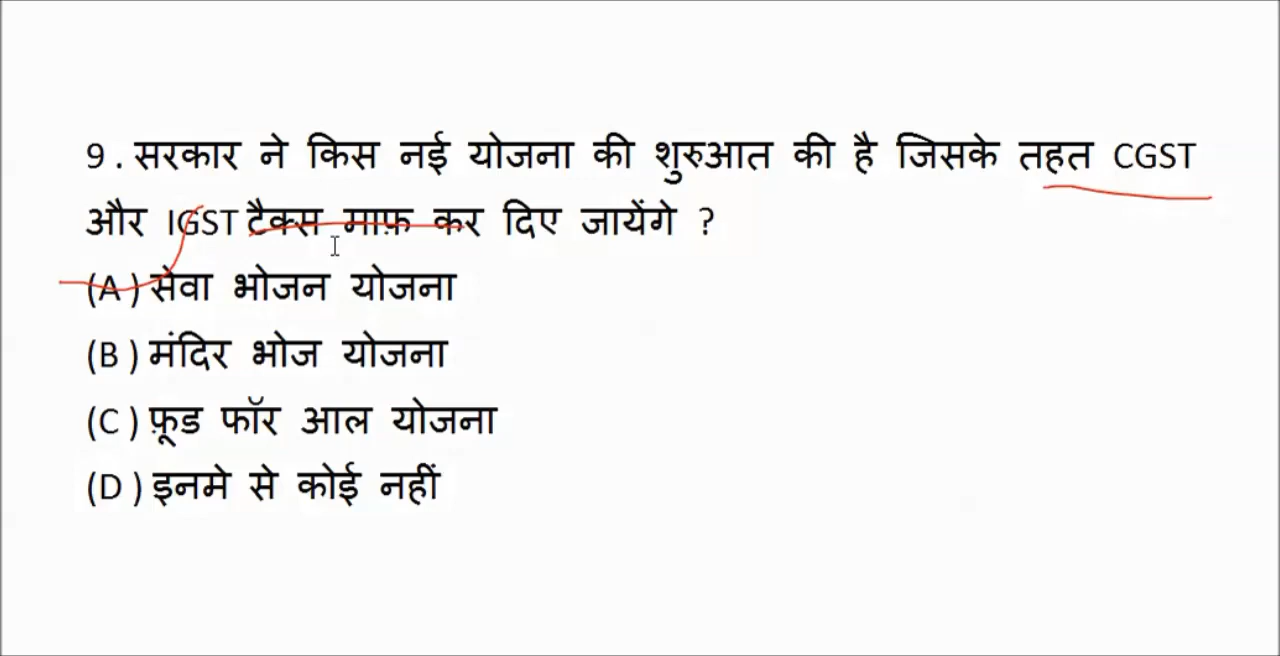 9 . सरकार ने किस नई योजना की शुरुआत की है जिसके तहत CGST
और IGST टैक्स माफ़ कर दिए जायेंगे ?
(A ) सेवा भोजन योजना
(B ) मंदिर भोज योजना
(C ) फ़ूड फॉर आल योजना
(D ) इनमे से कोई नहीं